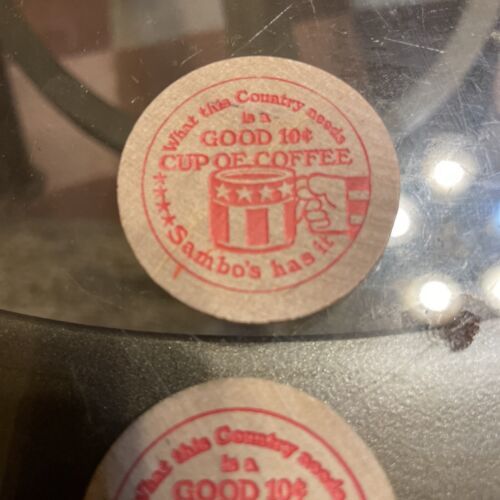 What this Country needs
is a
GOOD 10¢
CUP OF COFFEE
Sambo's has it
What this Country needs
is a
GOOD 10¢